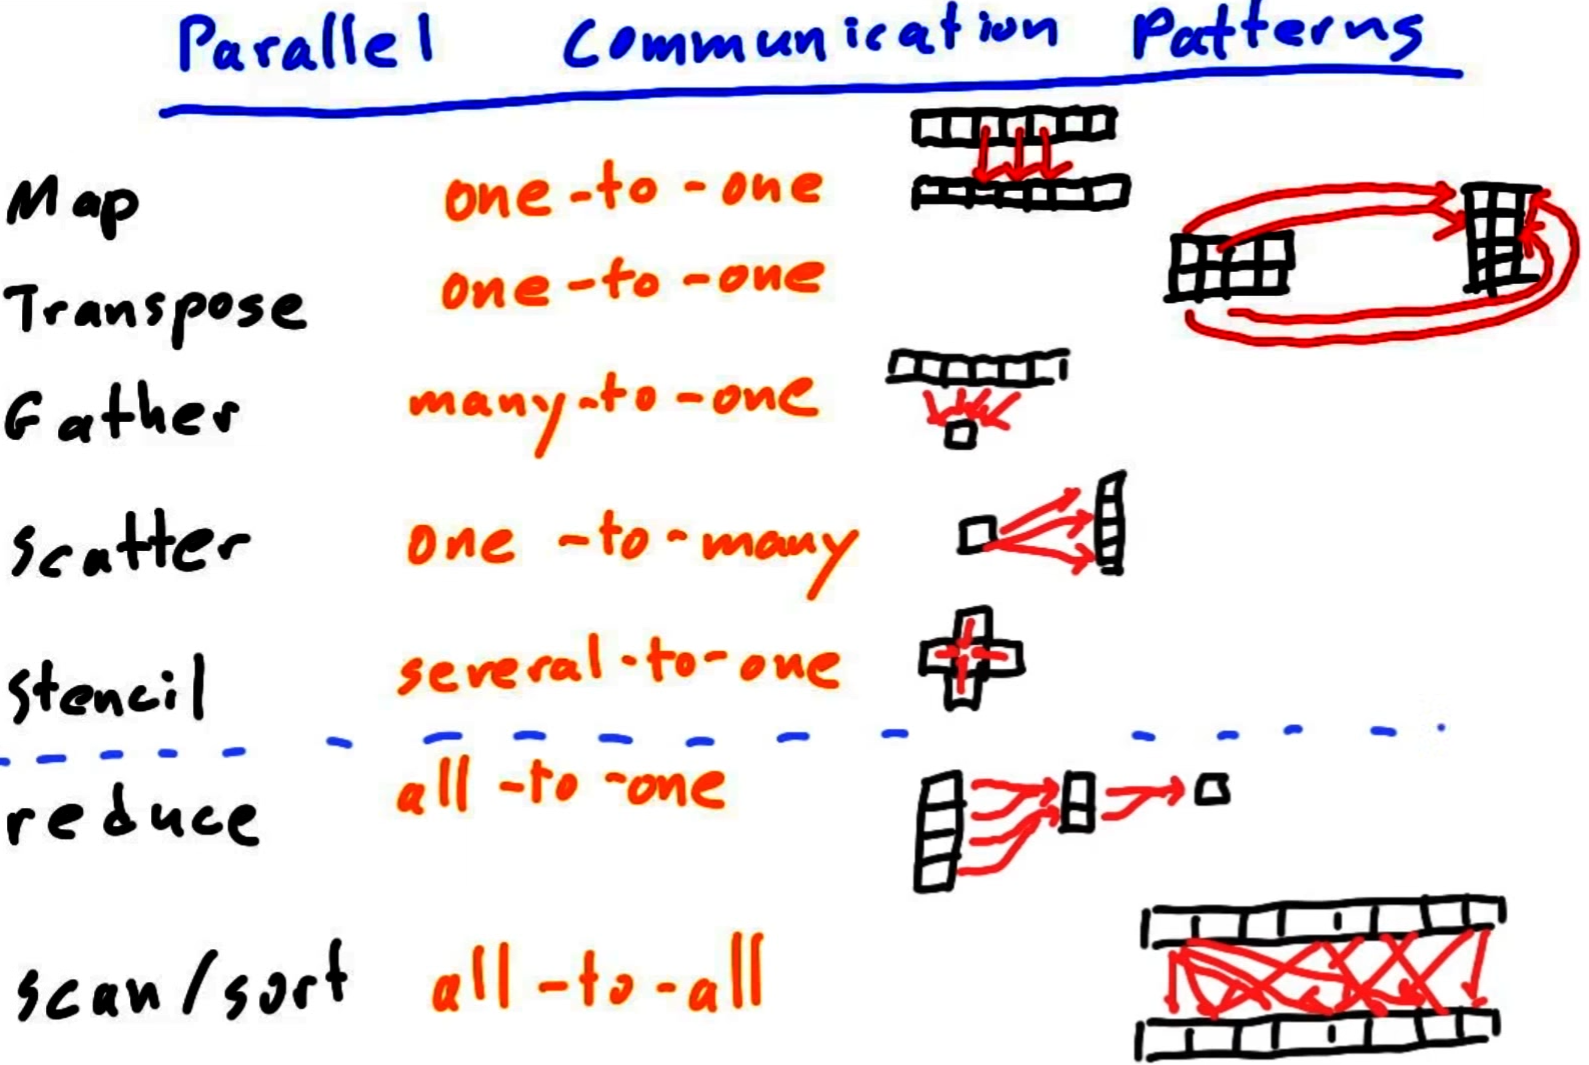 Parallel Communication Patterns
Map one-to-one
Transpose one-to-one
Gather many-to-one
Scatter one-to-many
Stencil several-to-one
reduce all-to-one
scan/sort all-to-all